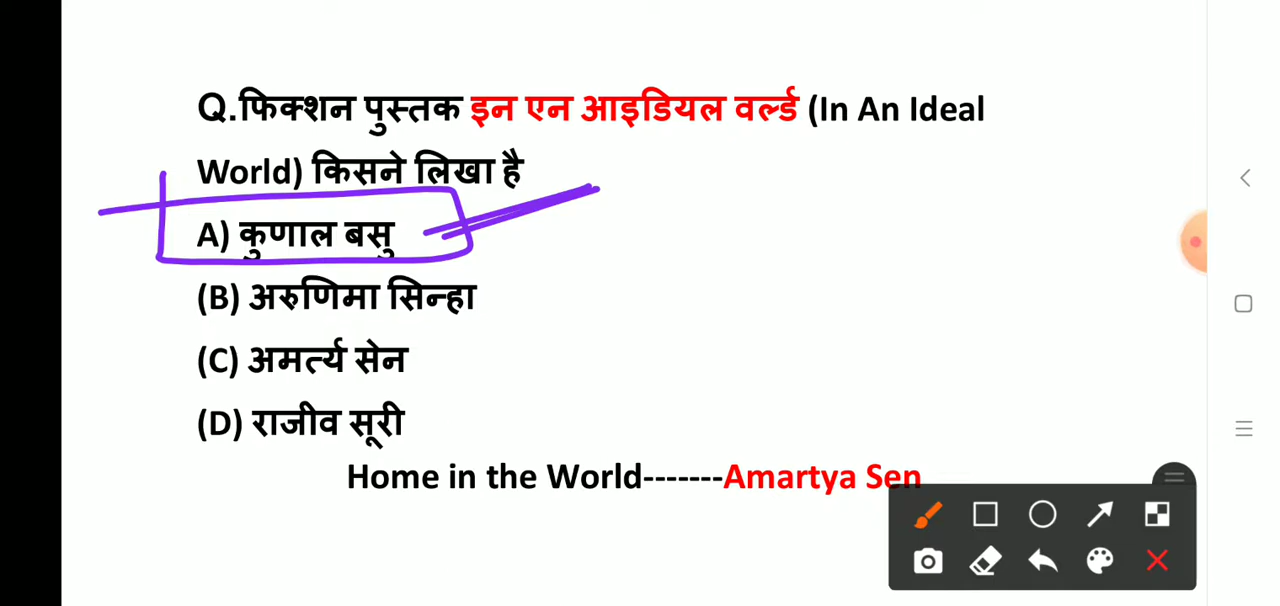 Q.फिक्शन पुस्तक इन एन आइडियल वर्ल्ड (In An Ideal
World) किसने लिखा है
A) कुणाल बसु
(B) अरुणिमा सिन्हा
(C) अमर्त्य सेन
(D) राजीव सूरी
Home in the World-------Amartya Sen